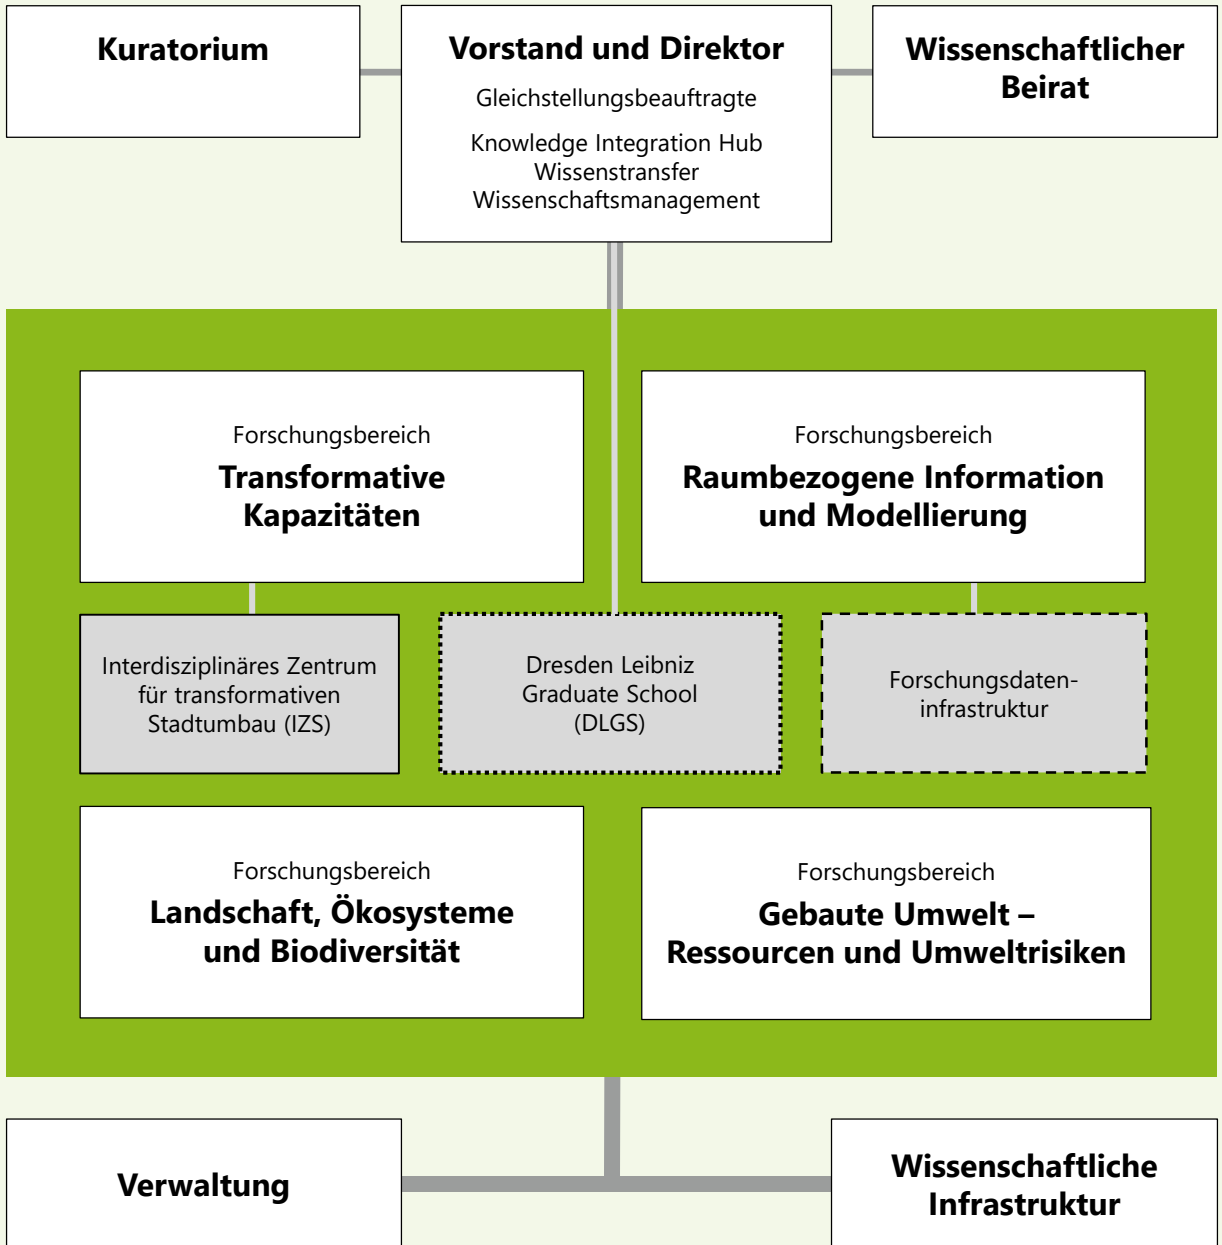 Kuratorium
Vorstand und Direktor
Gleichstellungsbeauftragte
Knowledge Integration Hub
Wissenstransfer
Wissenschaftsmanagement
Wissenschaftlicher
Beirat
Forschungsbereich
Transformative
Kapazitäten
Forschungsbereich
Raumbezogene Information
und Modellierung
Interdisziplinäres Zentrum
für transformativen
Stadtumbau (IZS)
Dresden Leibniz
Graduate School
(DLGS)
Forschungsdaten-
infrastruktur
Forschungsbereich
Landschaft, Ökosysteme
und Biodiversität
Forschungsbereich
Gebaute Umwelt –
Ressourcen und Umweltrisiken
Verwaltung
Wissenschaftliche
Infrastruktur